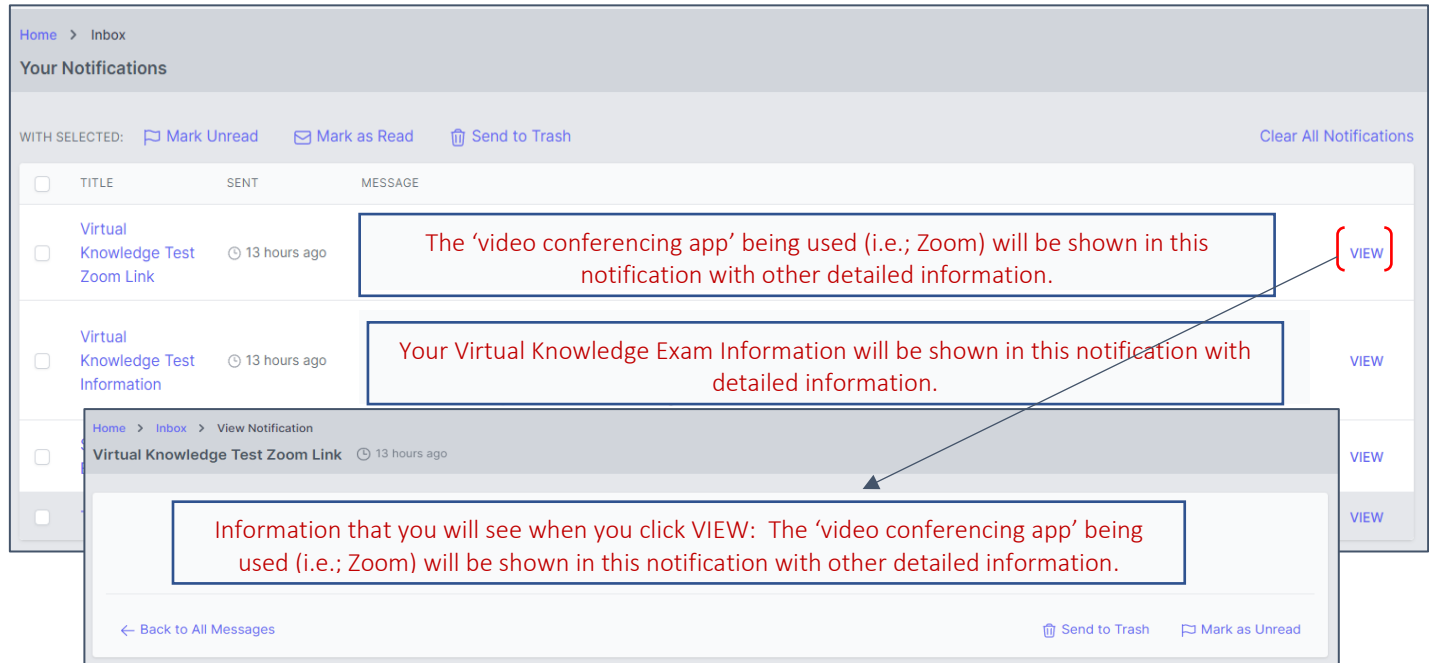 Home > Inbox
Your Notifications
WITH SELECTED: Mark Unread Mark as Read Send to Trash Clear All Notifications
TITLE SENT MESSAGE
Virtual
Knowledge Test
Zoom Link
13 hours ago
The ‘video conferencing app’ being used (i.e.; Zoom) will be shown in this
notification with other detailed information.
VIEW
Virtual
Knowledge Test
Information
13 hours ago
Your Virtual Knowledge Exam Information will be shown in this notification with
detailed information.
VIEW
VIEW
VIEW
Home > Inbox > View Notification
Virtual Knowledge Test Zoom Link 13 hours ago
Information that you will see when you click VIEW: The ‘video conferencing app’ being
used (i.e.; Zoom) will be shown in this notification with other detailed information.
← Back to All Messages Send to Trash Mark as Unread